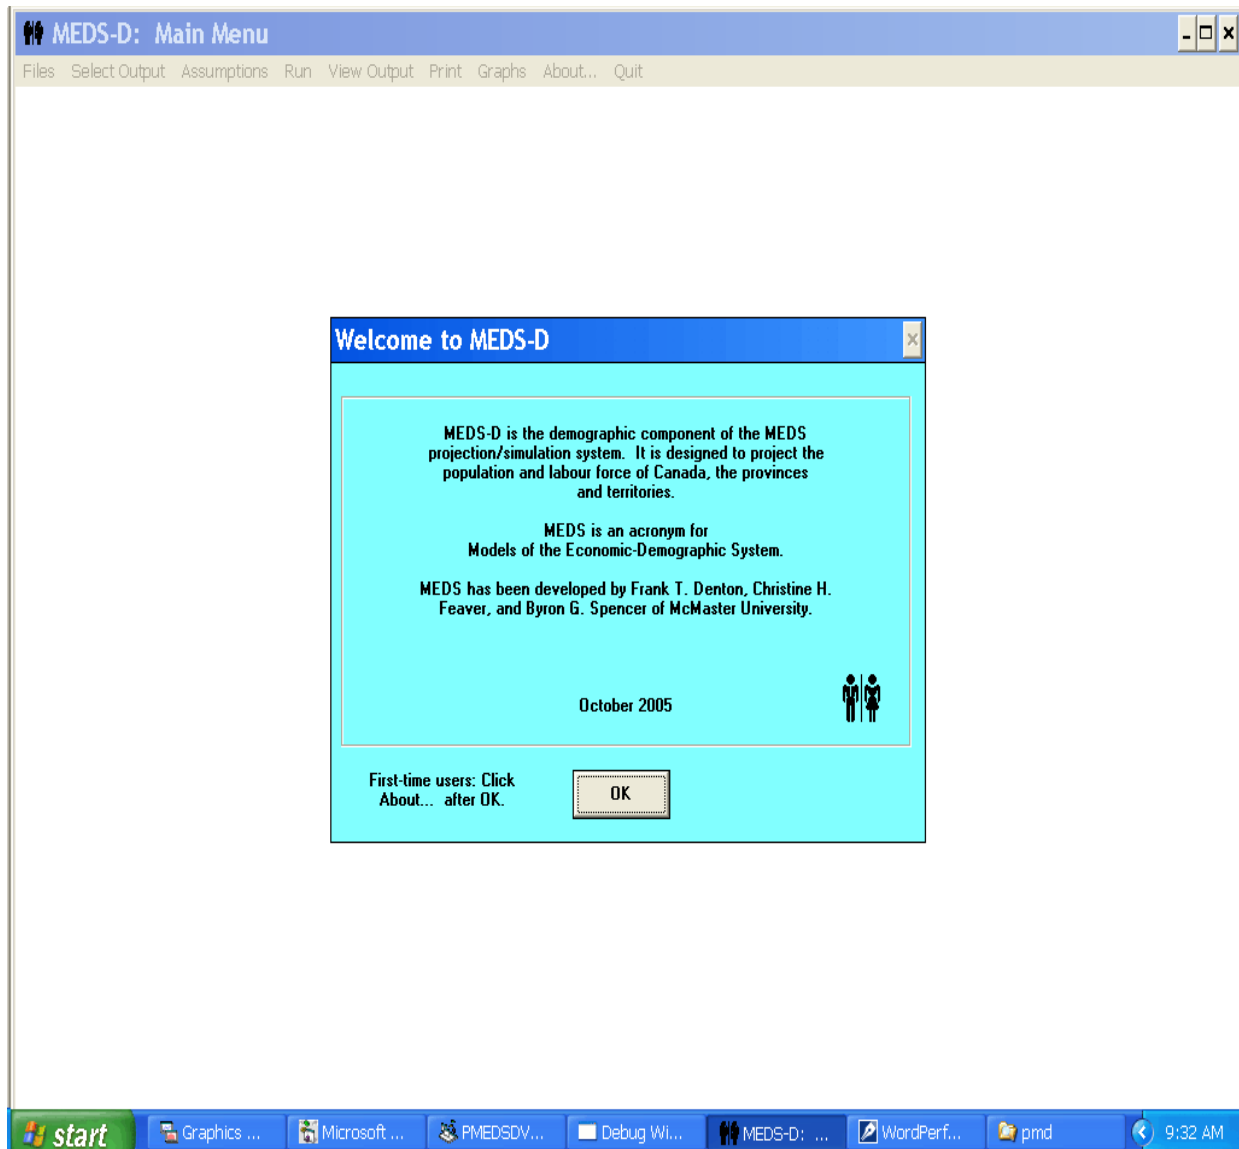 MEDS-D: Main Menu
Files Select Output Assumptions Run View Output Print Graphs About... Quit
Welcome to MEDS-D
MEDS-D is the demographic component of the MEDS
projection/simulation system. It is designed to project the
population and labour force of Canada, the provinces
and territories.
MEDS is an acronym for
Models of the Economic-Demographic System.
MEDS has been developed by Frank T. Denton, Christine H.
Feaver, and Byron G. Spencer of McMaster University.
October 2005
First-time users: Click
About... after OK.
OK
start Graphics ... Microsoft ... PMEDSDV... Debug Wi... MEDS-D: ... WordPerf... pmd 9:32 AM